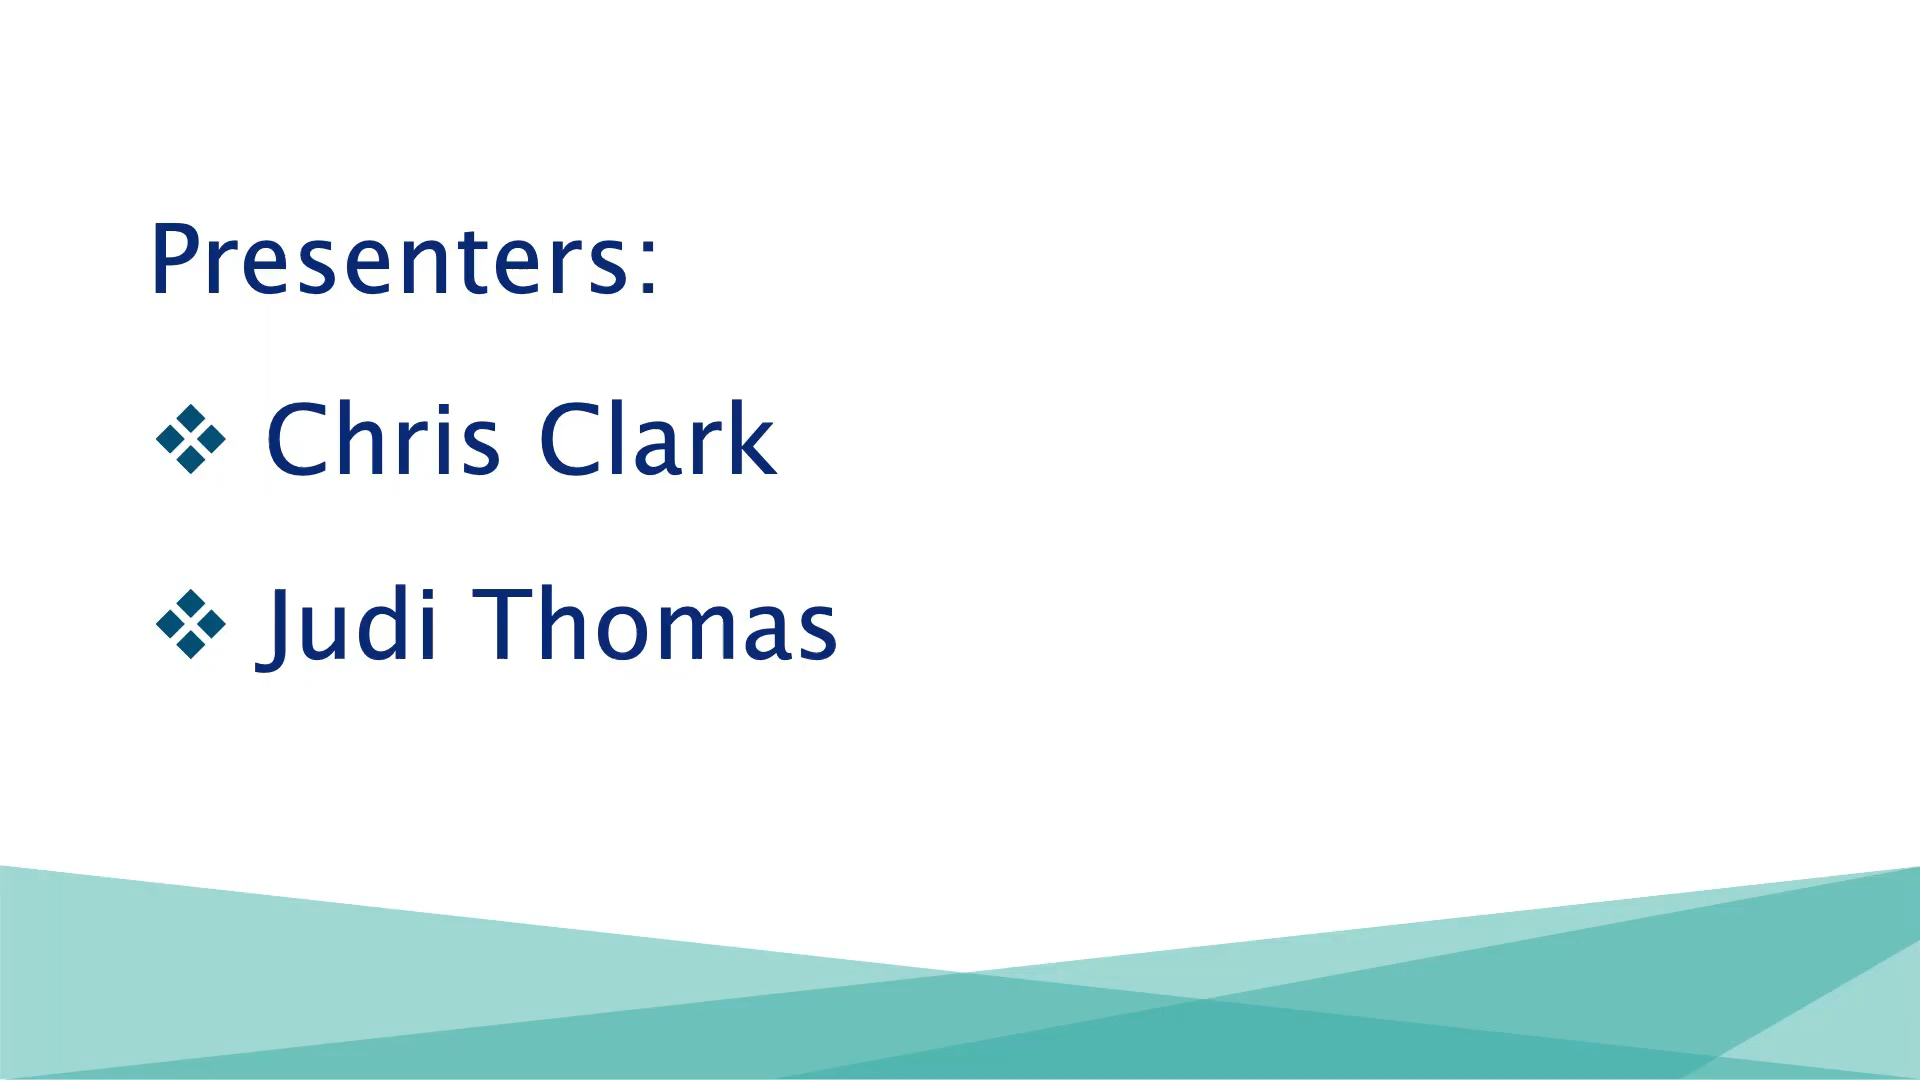 Presenters:
❖ Chris Clark
❖ Judi Thomas